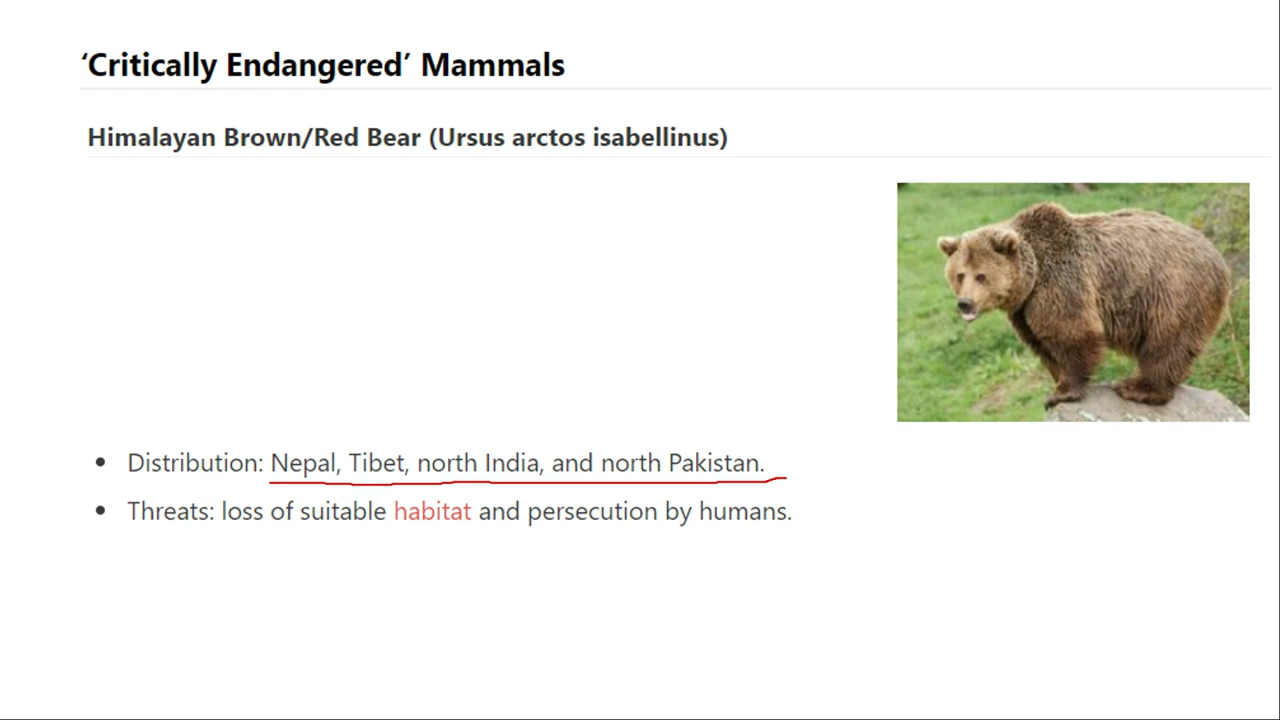 ‘Critically Endangered’ Mammals
Himalayan Brown/Red Bear (Ursus arctos isabellinus)
• Distribution: Nepal, Tibet, north India, and north Pakistan.
• Threats: loss of suitable habitat and persecution by humans.